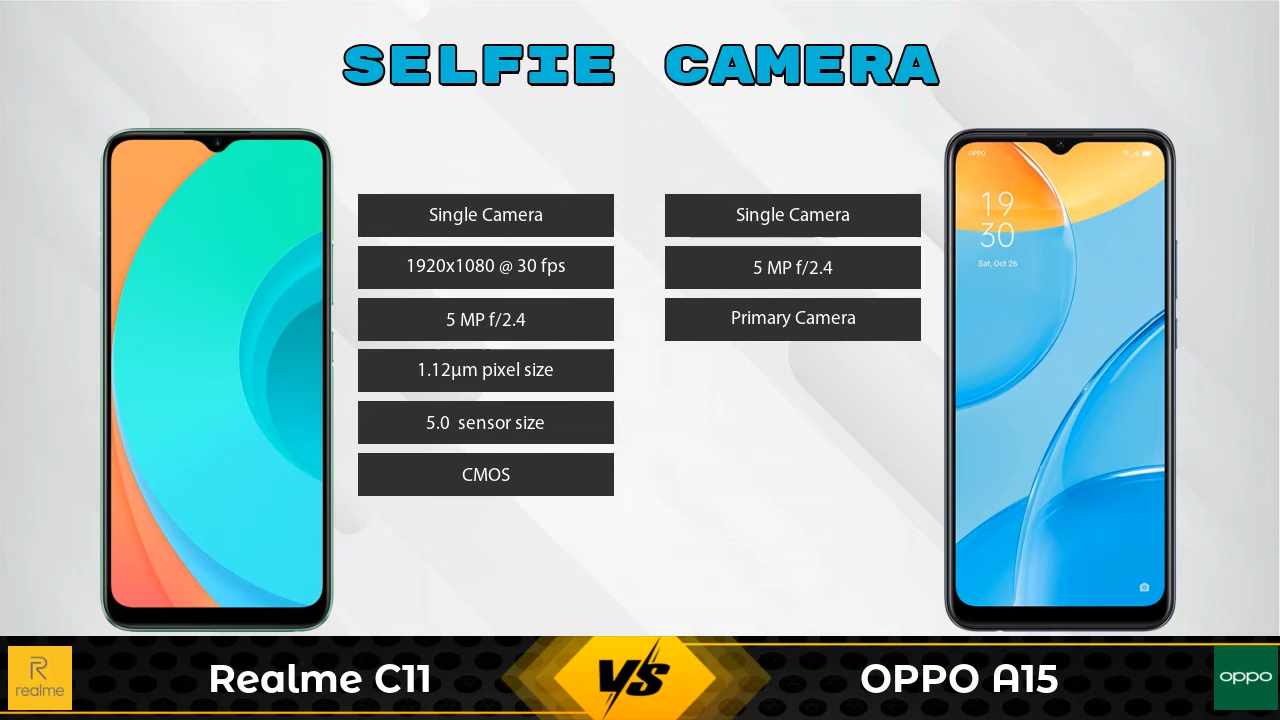 SELFIE CAMERA
Single Camera
1920x1080 @ 30 fps
5 MP f/2.4
1.12µm pixel size
5.0 sensor size
CMOS
Single Camera
5 MP f/2.4
Primary Camera
OPPO
19
30
Sat, Oct 26
realme
Realme C11
VS
OPPO A15
oppo